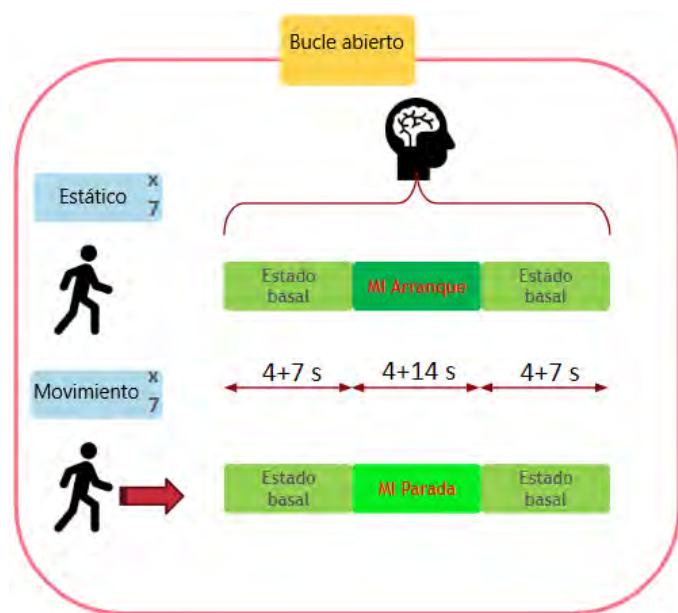 Bucle abierto
Estático x 7
Estado basal
MI Arranque
Estado basal
Movimiento x 7
4+7 s
4+14 s
4+7 s
Estado basal
MI Parada
Estado basal